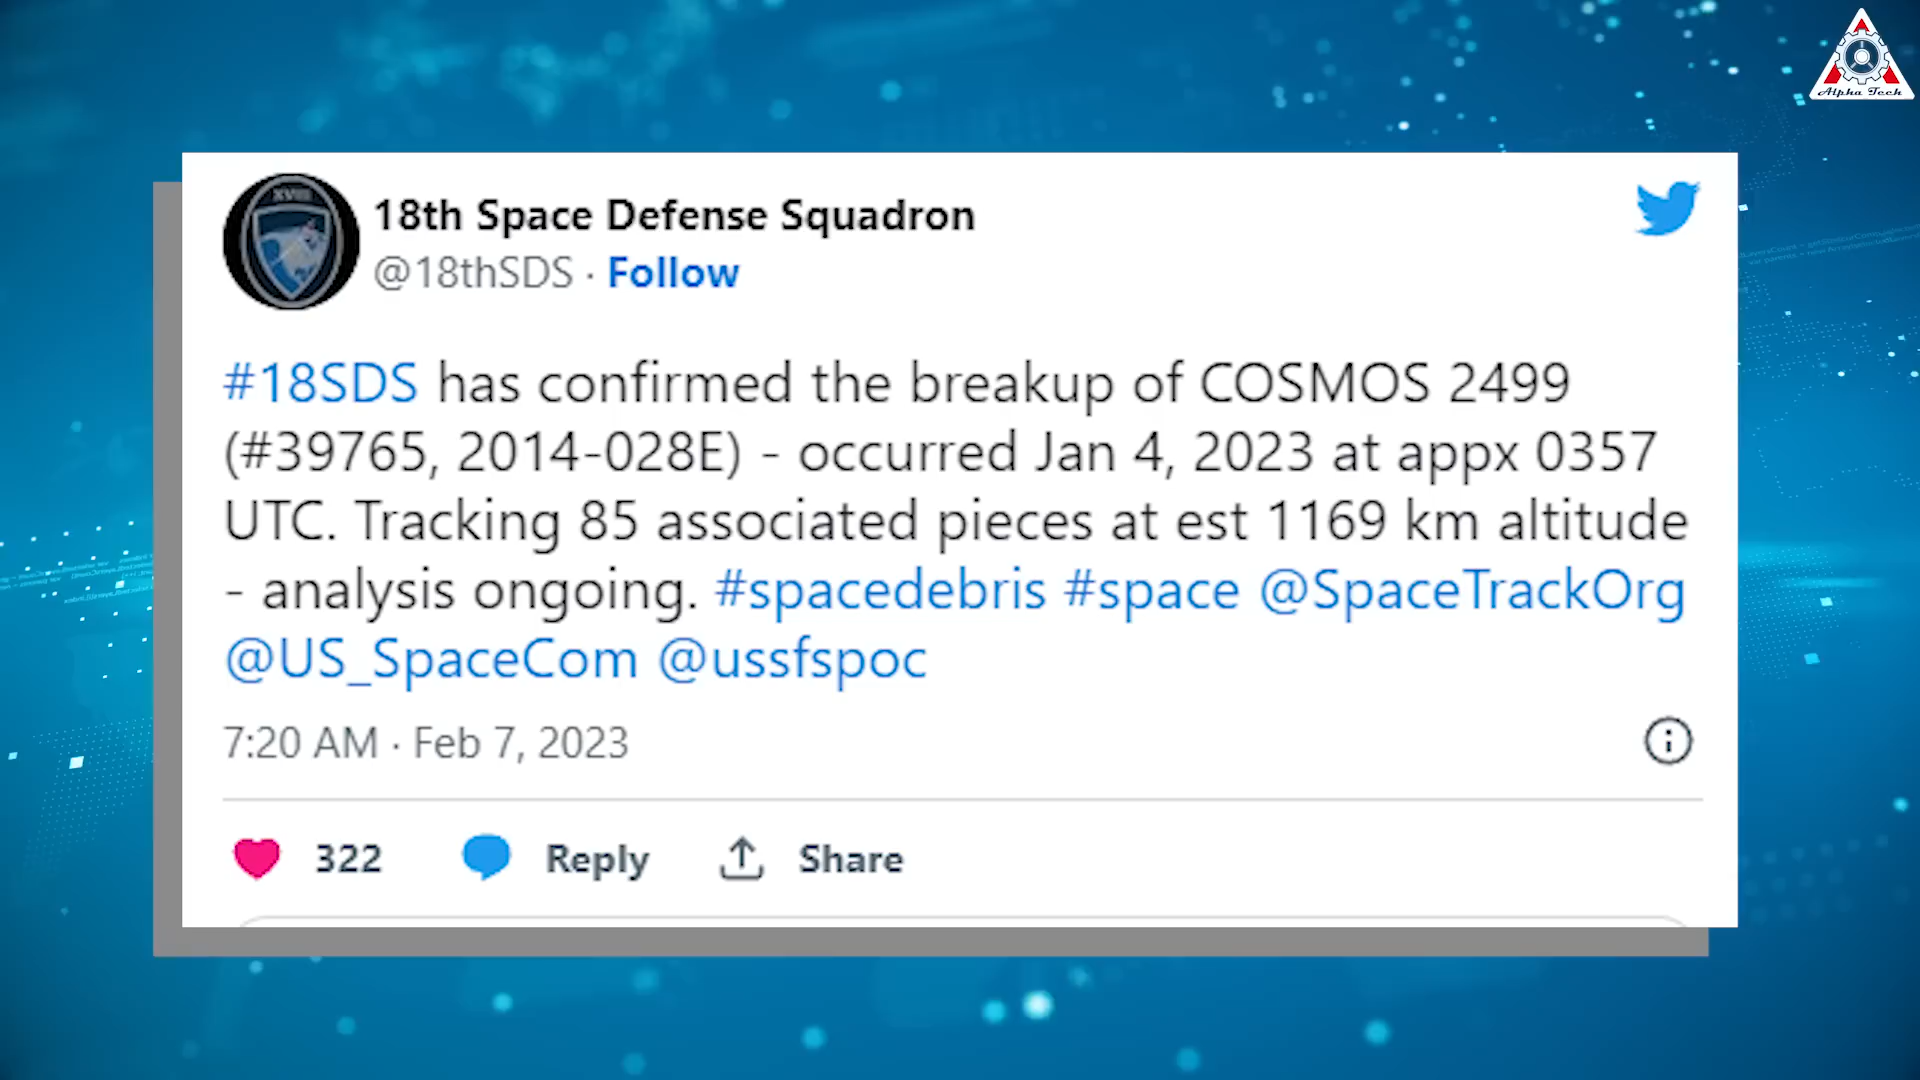 Alpha Tech
18th Space Defense Squadron
@18thSDS · Follow
#18SDS has confirmed the breakup of COSMOS 2499
(#39765, 2014-028E) - occurred Jan 4, 2023 at appx 0357
UTC. Tracking 85 associated pieces at est 1169 km altitude
- analysis ongoing. #spacedebris #space @SpaceTrackOrg
@US_SpaceCom @ussfspoc
7:20 AM · Feb 7, 2023
322 Reply Share